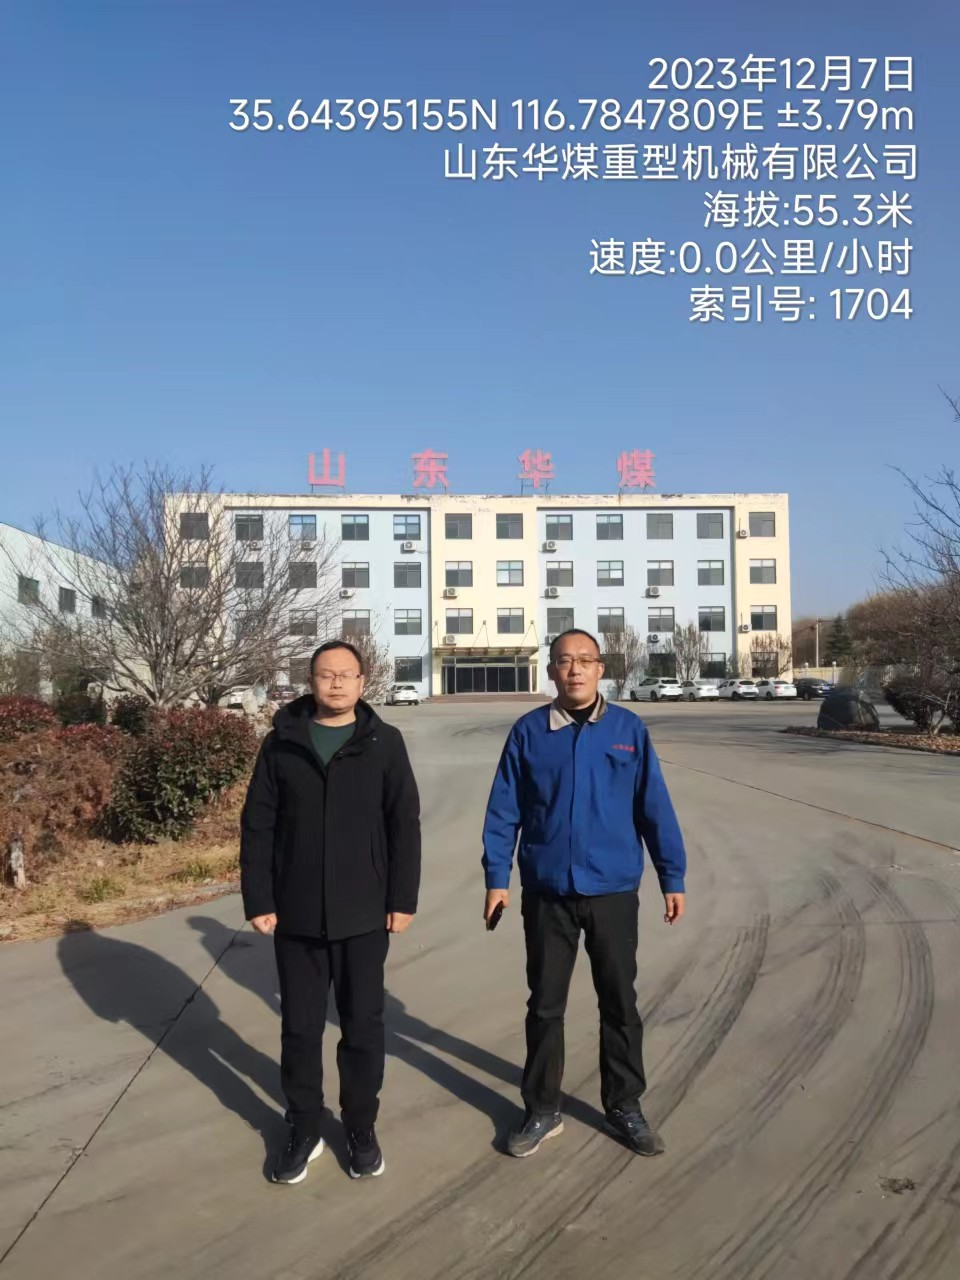 2023年12月7日
35.64395155N 116.7847809E ±3.79m
山东华煤重型机械有限公司
海拔:55.3米
速度:0.0公里/小时
索引号: 1704
山东华煤